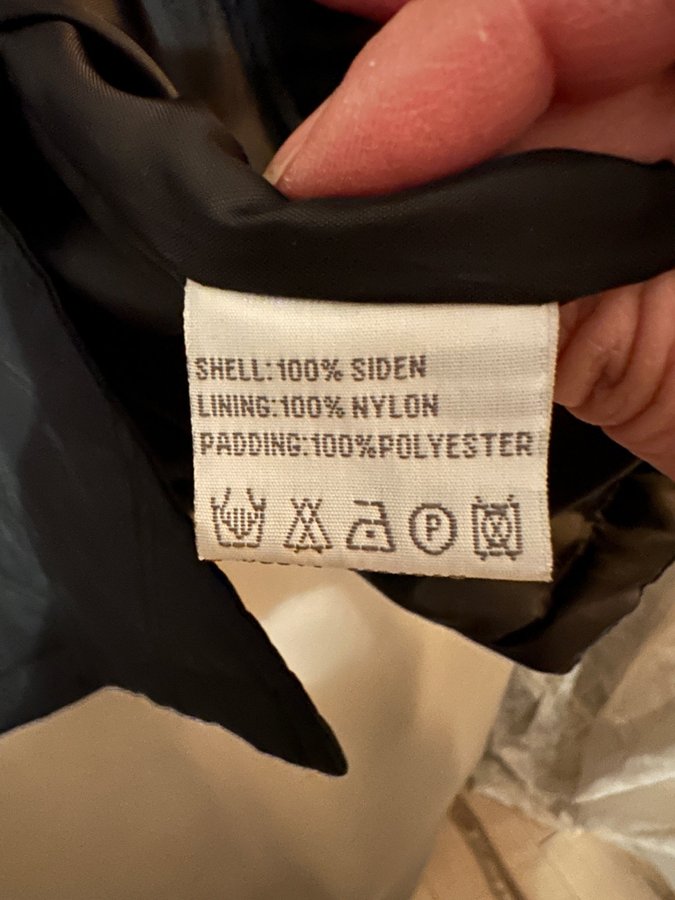 SHELL:100% SIDEN
LINING:100% NYLON
PADDING:100%POLYESTER
P